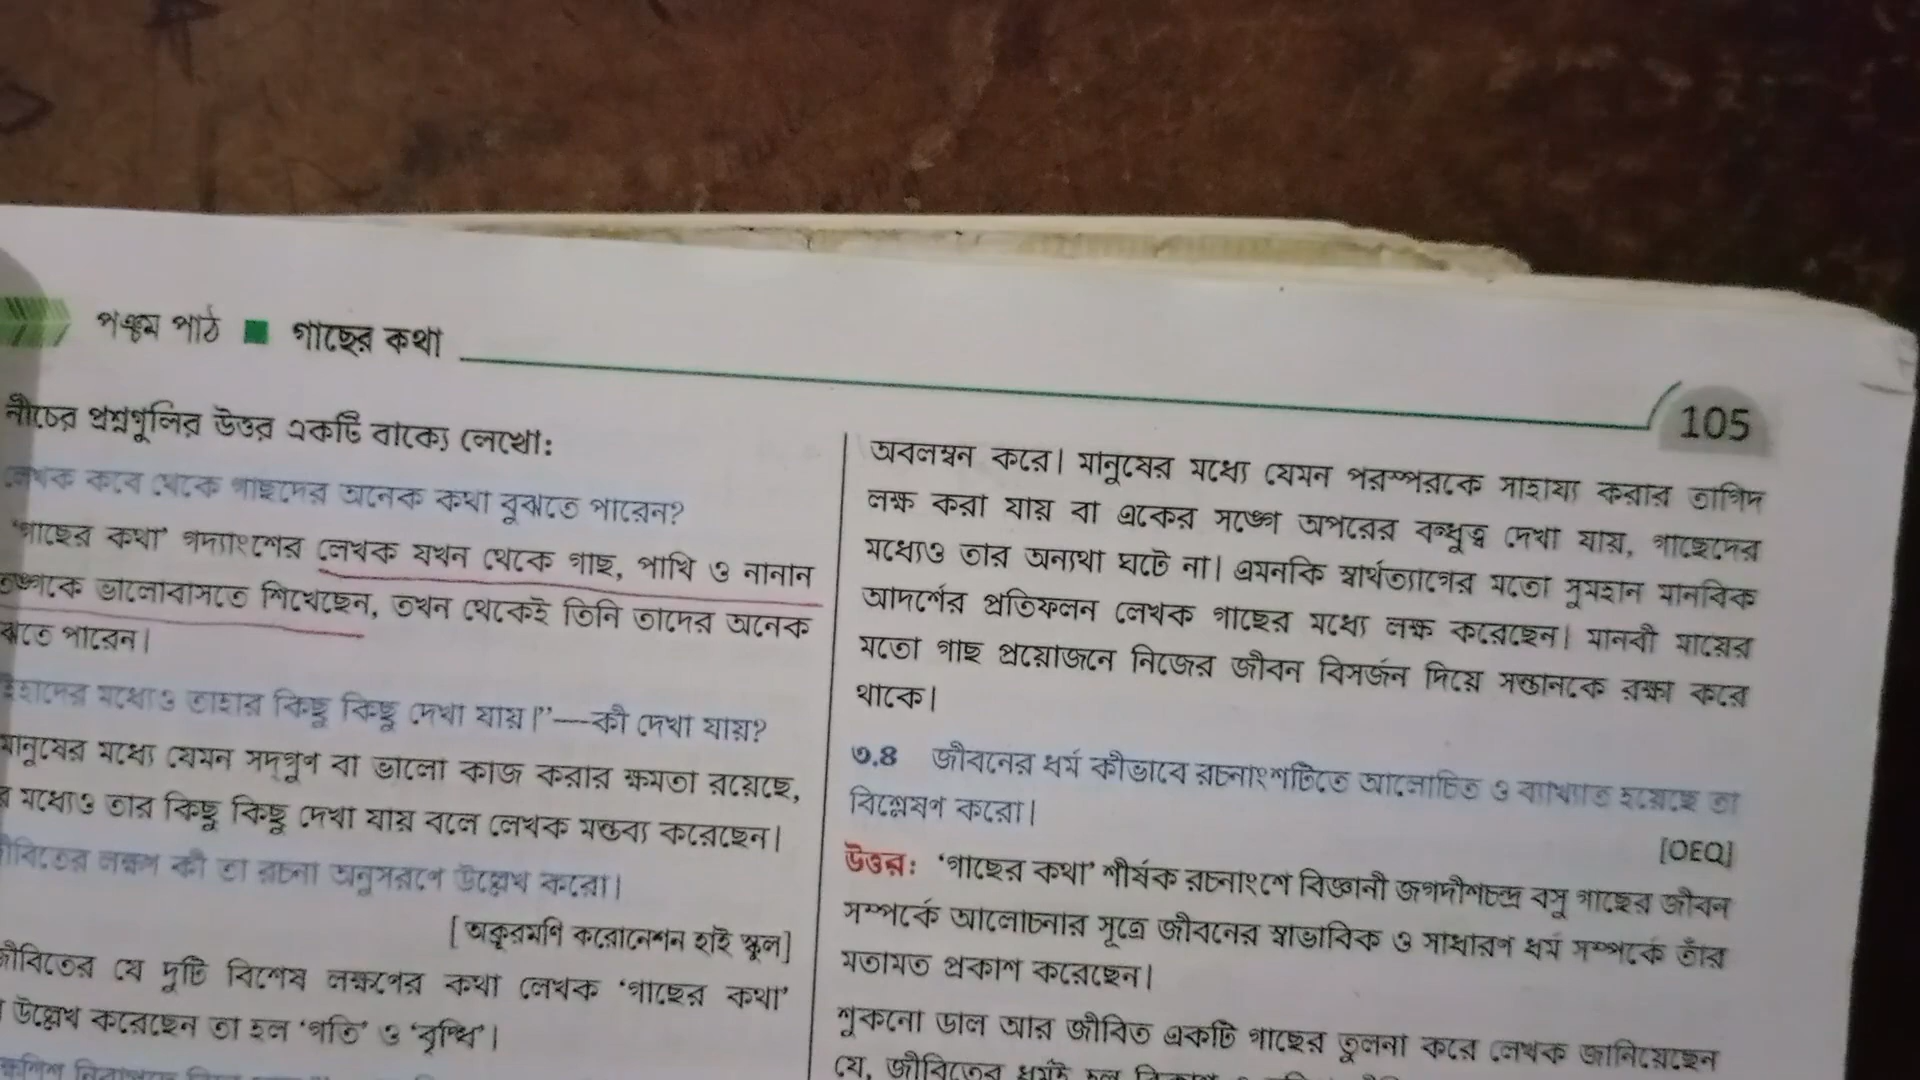 পঞ্চম পাঠ ■ গাছের কথা
105
নীচের প্রশ্নগুলির উত্তর একটি বাক্যে লেখো:
লেখক কবে থেকে গাছদের অনেক কথা বুঝতে পারেন?
'গাছের কথা' গদ্যাংশের লেখক যখন থেকে গাছ, পাখি ও নানান
ভালোবাসতে শিখেছেন, তখন থেকেই তিনি তাদের অনেক
পারেন।
মধ্যেও তাহার কিছু কিছু দেখা যায়।”—কী দেখা যায়?
মানুষের মধ্যে যেমন সদ্‌গুণ বা ভালো কাজ করার ক্ষমতা রয়েছে,
মধ্যেও তার কিছু কিছু দেখা যায় বলে লেখক মন্তব্য করেছেন।
জীবিতের লক্ষণ কী তা রচনা অনুসরণে উল্লেখ করো।
[অক্রূরমণি করোনেশন হাই স্কুল]
জীবিতের যে দুটি বিশেষ লক্ষণের কথা লেখক 'গাছের কথা'
উল্লেখ করেছেন তা হল 'গতি' ও 'বৃদ্ধি'।
অবলম্বন করে। মানুষের মধ্যে যেমন পরস্পরকে সাহায্য করার তাগিদ
লক্ষ করা যায় বা একের সঙ্গে অপরের বন্ধুত্ব দেখা যায়, গাছেদের
মধ্যেও তার অন্যথা ঘটে না। এমনকি স্বার্থত্যাগের মতো সুমহান মানবিক
আদর্শের প্রতিফলন লেখক গাছের মধ্যে লক্ষ করেছেন। মানবী মায়ের
মতো গাছ প্রয়োজনে নিজের জীবন বিসর্জন দিয়ে সন্তানকে রক্ষা করে
থাকে।
৩.৪ জীবনের ধর্ম কীভাবে রচনাংশটিতে আলোচিত ও ব্যাখ্যাত হয়েছে তা
বিশ্লেষণ করো।
[OEQ]
উত্তর: 'গাছের কথা' শীর্ষক রচনাংশে বিজ্ঞানী জগদীশচন্দ্র বসু গাছের জীবন
সম্পর্কে আলোচনার সূত্রে জীবনের স্বাভাবিক ও সাধারণ ধর্ম সম্পর্কে তাঁর
মতামত প্রকাশ করেছেন।
শুকনো ডাল আর জীবিত একটি গাছের তুলনা করে লেখক জানিয়েছেন
যে, জীবিতের ধর্মই হল